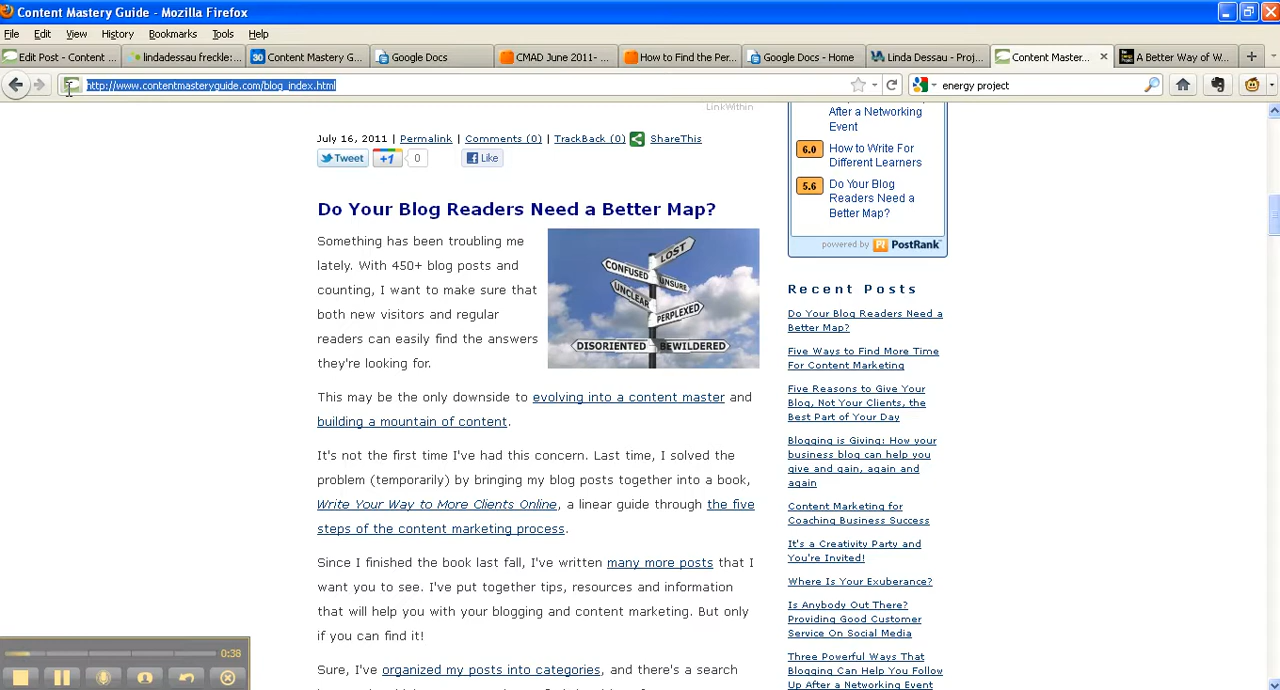 Content Mastery Guide - Mozilla Firefox
File Edit View History Bookmarks Tools Help
Edit Post - Content ...
lindadessau freckle: ...
30 Content Mastery G...
Google Docs
CMAD June 2011-...
How to Find the Per...
Google Docs - Home
Linda Dessau - Proj...
Content Master...
A Better Way of W...
http://www.contentmasteryguide.com/blog_index.html
energy project
LinkWithin
July 16, 2011 | Permalink | Comments (0) | TrackBack (0) ShareThis
Tweet +1 0 Like
Do Your Blog Readers Need a Better Map?
Something has been troubling me
lately. With 450+ blog posts and
counting, I want to make sure that
both new visitors and regular
readers can easily find the answers
they're looking for.
LOST
CONFUSED
UNSURE
UNCLEAR
PERPLEXED
DISORIENTED
BEWILDERED
This may be the only downside to evolving into a content master and
building a mountain of content.
It's not the first time I've had this concern. Last time, I solved the
problem (temporarily) by bringing my blog posts together into a book,
Write Your Way to More Clients Online, a linear guide through the five
steps of the content marketing process.
Since I finished the book last fall, I've written many more posts that I
want you to see. I've put together tips, resources and information
that will help you with your blogging and content marketing. But only
if you can find it!
Sure, I've organized my posts into categories, and there's a search
Can Help You Follow Up
After a Networking
Event
6.0 How to Write For
Different Learners
5.6 Do Your Blog
Readers Need a
Better Map?
powered by PostRank
Recent Posts
Do Your Blog Readers Need a
Better Map?
Five Ways to Find More Time
For Content Marketing
Five Reasons to Give Your
Blog, Not Your Clients, the
Best Part of Your Day
Blogging is Giving: How your
business blog can help you
give and gain, again and
again
Content Marketing for
Coaching Business Success
It's a Creativity Party and
You're Invited!
Where Is Your Exuberance?
Is Anybody Out There?
Providing Good Customer
Service On Social Media
Three Powerful Ways That
Blogging Can Help You Follow
Up After a Networking Event
0:38